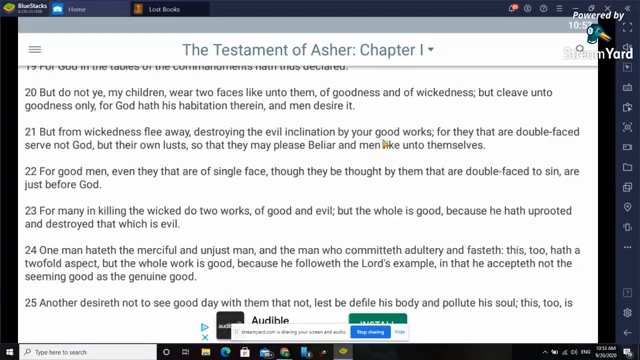 BlueStacks
Home
Lost Books
Powered by
StreamYard
The Testament of Asher: Chapter I
19 For God in the tables of the commandments hath thus declared.
20 But do not ye, my children, wear two faces like unto them, of goodness and of wickedness; but cleave unto
goodness only, for God hath his habitation therein, and men desire it.
21 But from wickedness flee away, destroying the evil inclination by your good works; for they that are double-faced
serve not God, but their own lusts, so that they may please Beliar and men like unto themselves.
22 For good men, even they that are of single face, though they be thought by them that are double-faced to sin, are
are just before God.
23 For many in killing the wicked do two works, of good and evil; but the whole is good, because he hath uprooted
and destroyed that which is evil.
24 One man hateth the merciful and unjust man, and the man who committeth adultery and fasteth: this, too, hath a
twofold aspect, but the whole work is good, because he followeth the Lord's example, in that he accepteth not the
seeming good as the genuine good.
25 Another desireth not to see good day with them that not, lest be defile his body and pollute his soul; this, too, is
audible
Audible
INSTALL
streamyard.com is sharing your screen and audio.
Stop sharing
Hide
Type here to search
10:53 AM
9/26/2020